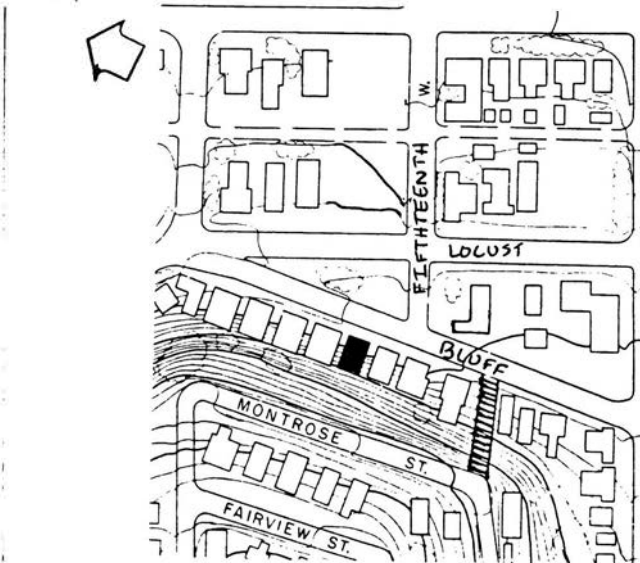 W.
FIFTHTEENTH
LOCUST
BLUFF
MONTROSE
ST.
FAIRVIEW ST.